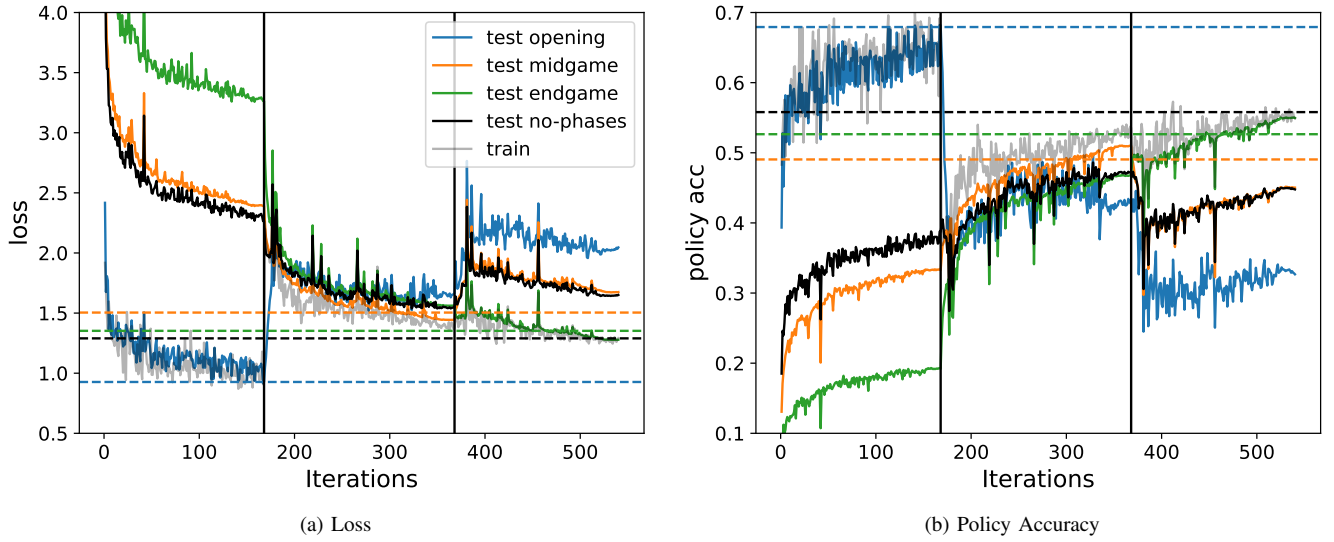 4.0
3.5
3.0
2.5
2.0
1.5
1.0
0.5
loss
0 100 200 300 400 500
Iterations
test opening
test midgame
test endgame
test no-phases
train
(a) Loss
0.7
0.6
0.5
0.4
0.3
0.2
0.1
policy acc
0 100 200 300 400 500
Iterations
(b) Policy Accuracy